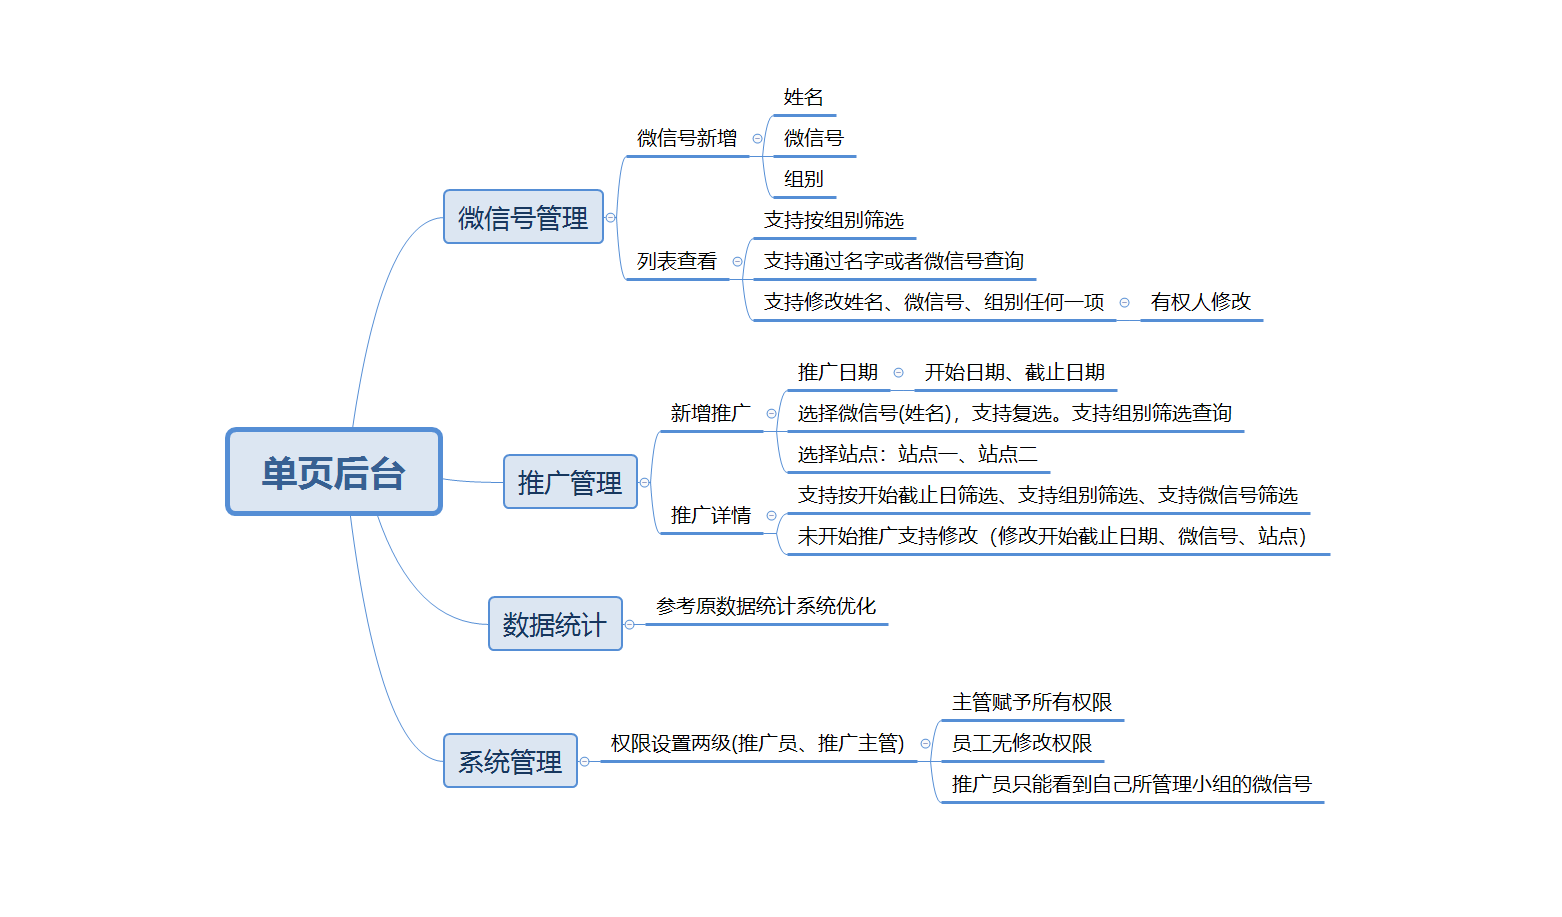 单页后台
微信号管理
微信号新增
姓名
微信号
组别
列表查看
支持按组别筛选
支持通过名字或者微信号查询
支持修改姓名、微信号、组别任何一项
有权人修改
推广管理
新增推广
推广日期
开始日期、截止日期
选择微信号(姓名)，支持复选。支持组别筛选查询
选择站点：站点一、站点二
推广详情
支持按开始截止日筛选、支持组别筛选、支持微信号筛选
未开始推广支持修改（修改开始截止日期、微信号、站点）
数据统计
参考原数据统计系统优化
系统管理
权限设置两级(推广员、推广主管)
主管赋予所有权限
员工无修改权限
推广员只能看到自己所管理小组的微信号